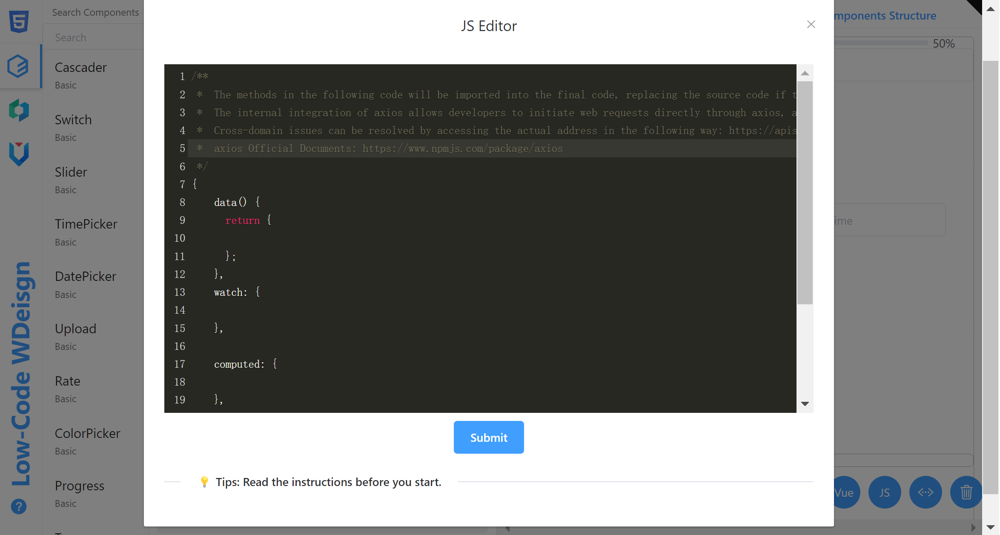 Search Components
Search
Cascader
Basic
Switch
Basic
Slider
Basic
TimePicker
Basic
DatePicker
Basic
Upload
Basic
Rate
Basic
ColorPicker
Basic
Progress
Basic
Low-Code WDeisgn
?
JS Editor
1 /**
2 * The methods in the following code will be imported into the final code, replacing the source code if t
3 * The internal integration of axios allows developers to initiate web requests directly through axios, a
4 * Cross-domain issues can be resolved by accessing the actual address in the following way: https://apis
5 * axios Official Documents: https://www.npmjs.com/package/axios
6 */
7 {
8 data() {
9 return {
10
11 };
12 },
13 watch: {
14
15 },
16
17 computed: {
18
19 },
Submit
💡 Tips: Read the instructions before you start.
mponents Structure
50%
ime
Vue
JS